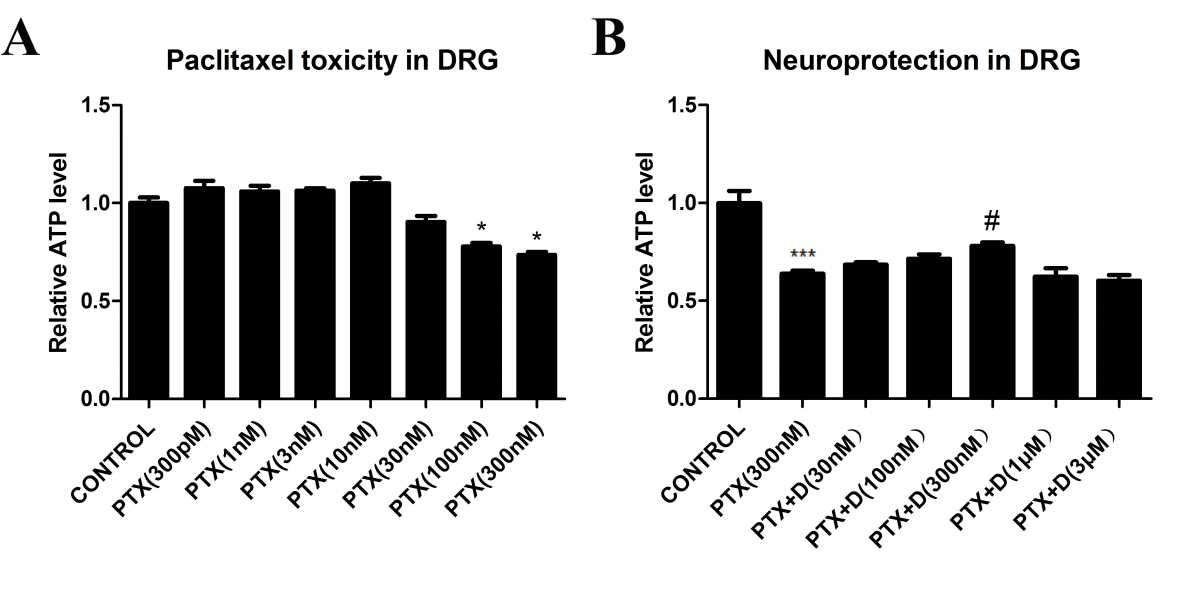 A
Paclitaxel toxicity in DRG
Relative ATP level
1.5
1.0
0.5
0.0
*
*
CONTROL
PTX(300pM)
PTX(1nM)
PTX(3nM)
PTX(10nM)
PTX(30nM)
PTX(100nM)
PTX(300nM)
B
Neuroprotection in DRG
Relative ATP level
1.5
1.0
0.5
0.0
***
#
CONTROL
PTX(300nM)
PTX+D(30nM）
PTX+D(100nM）
PTX+D(300nM）
PTX+D(1μM）
PTX+D(3μM）